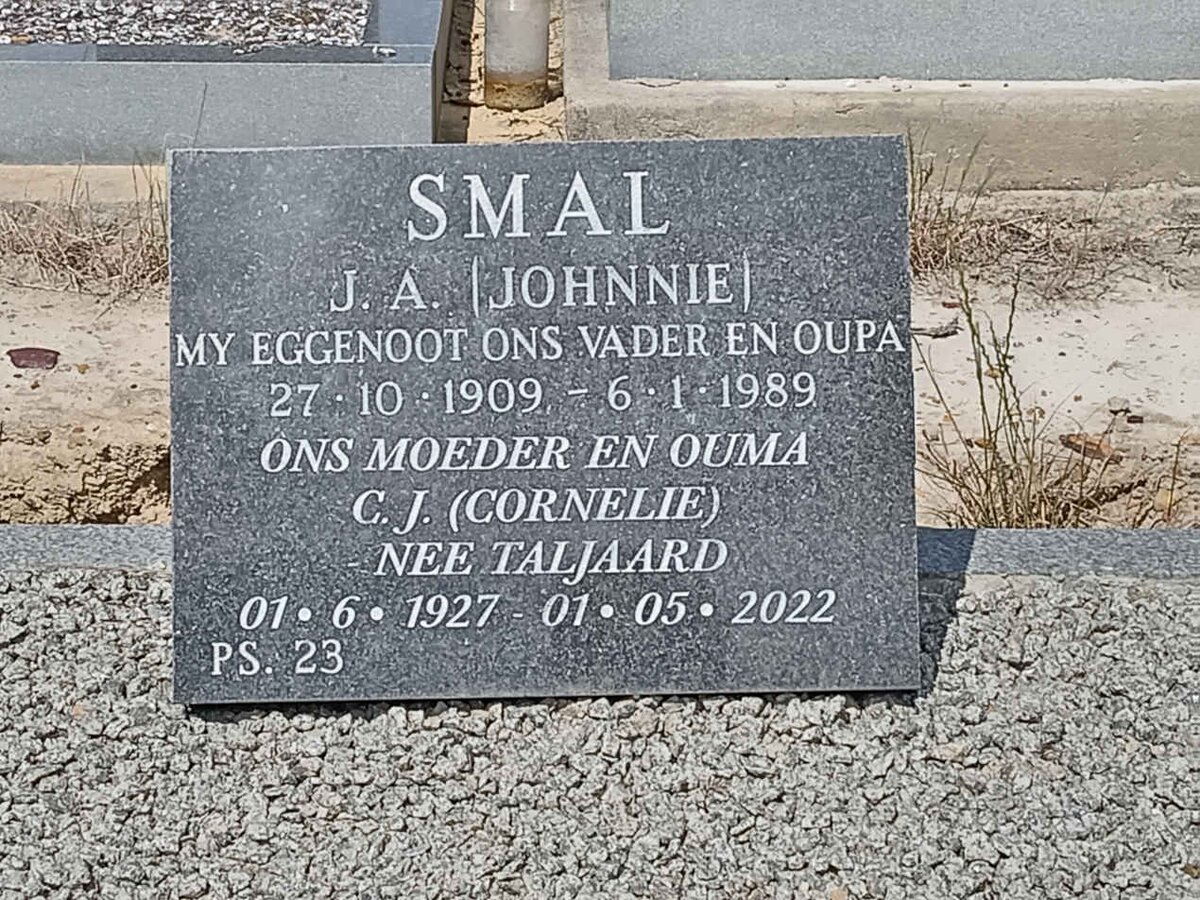 SMAL
J. A. (JOHNNIE)
MY EGGENOOT ONS VADER EN OUPA
27 · 10 · 1909 - 6 · 1 · 1989
ONS MOEDER EN OUMA
C. J. (CORNELIE)
NEE TALJAARD
01 • 6 • 1927 - 01 • 05 • 2022
PS. 23